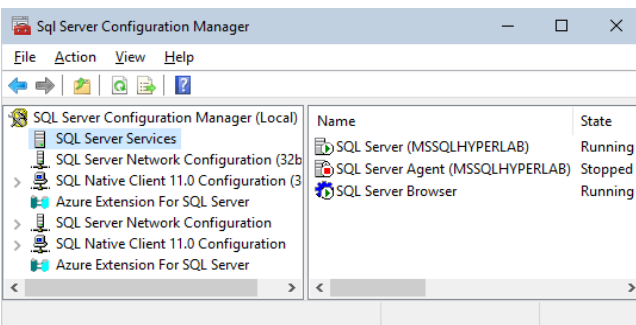 Sql Server Configuration Manager
File Action View Help
SQL Server Configuration Manager (Local)
SQL Server Services
SQL Server Network Configuration (32b
SQL Native Client 11.0 Configuration (3
Azure Extension For SQL Server
SQL Server Network Configuration
SQL Native Client 11.0 Configuration
Azure Extension For SQL Server
Name State
SQL Server (MSSQLHYPERLAB) Running
SQL Server Agent (MSSQLHYPERLAB) Stopped
SQL Server Browser Running